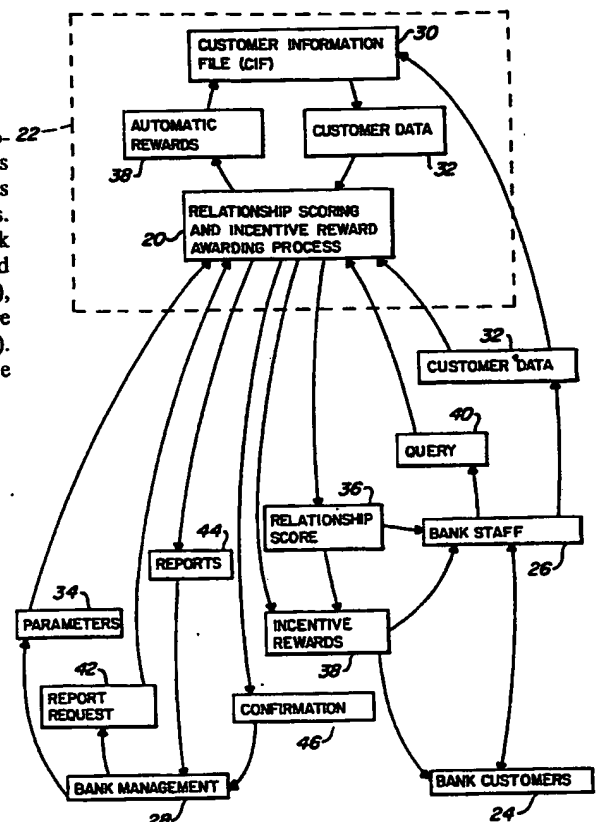 30
CUSTOMER INFORMATION
FILE (CIF)
22
AUTOMATIC
REWARDS
38
CUSTOMER DATA
32
RELATIONSHIP SCORING
AND INCENTIVE REWARD
AWARDING PROCESS
20
s
s
s.
k
d
),
e
).
e
32
CUSTOMER DATA
40
QUERY
36
RELATIONSHIP
SCORE
BANK STAFF
26
44
REPORTS
34
PARAMETERS
INCENTIVE
REWARDS
38
42
REPORT
REQUEST
CONFIRMATION
46
BANK MANAGEMENT
28
BANK CUSTOMERS
24